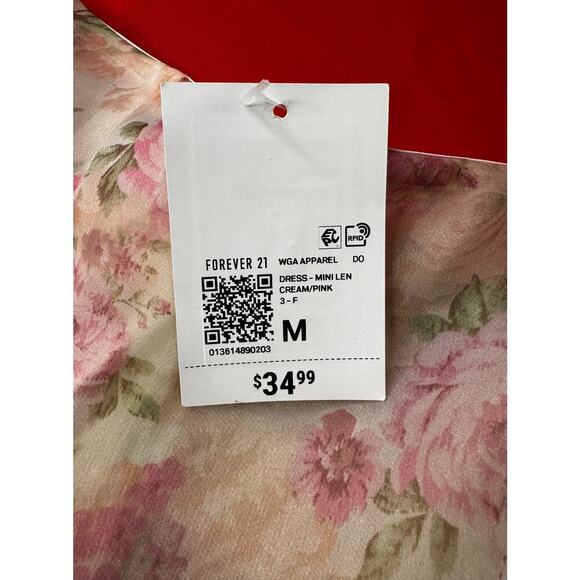 RFID
FOREVER 21
WGA APPAREL DO
DRESS - MINI LEN
CREAM/PINK
3 - F
M
013614890203
$34.99